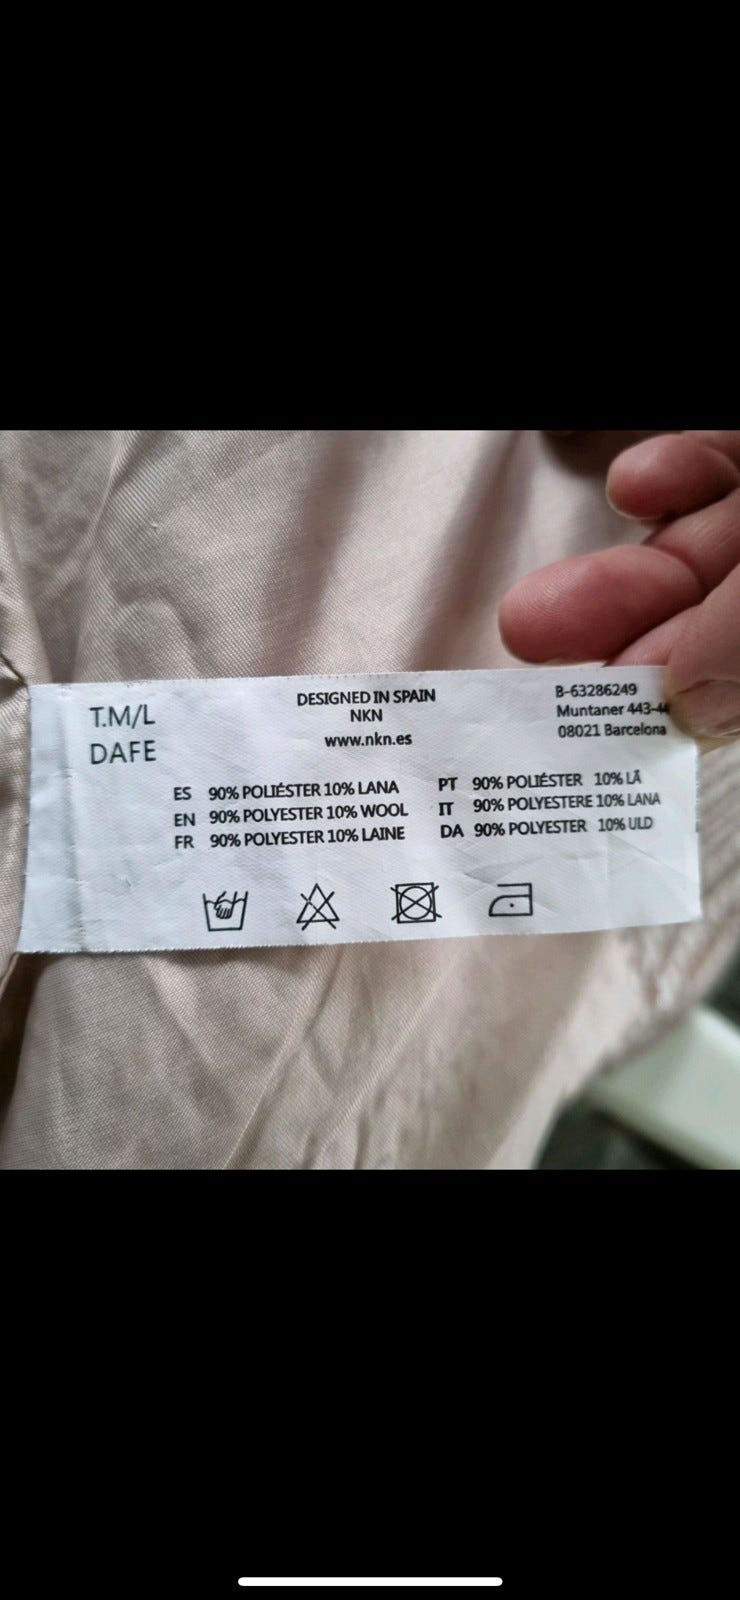 T.M/L
DAFE
DESIGNED IN SPAIN
NKN
www.nkn.es
B-63286249
Muntaner
08021 Barcelona
ES 90% POLIÉSTER 10% LANA
EN 90% POLYESTER 10% WOOL
FR 90% POLYESTER 10% LAINE
PT 90% POLIÉSTER 10% LÃ
IT 90% POLYESTERE 10% LANA
DA 90% POLYESTER 10% ULD